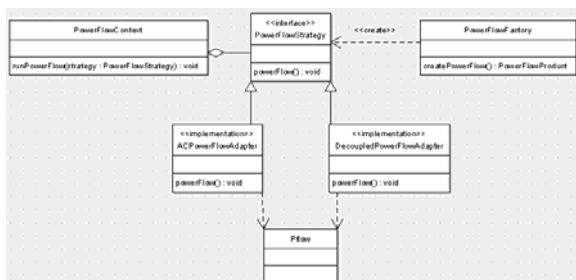 PowerFlowContext
runPowerFlow(strategy : PowerFlowStrategy) : void
<<interface>>
PowerFlowStrategy
powerFlow() : void
<<create>>
PowerFlowFactory
createPowerFlow() : PowerFlowProduct
<<implementation>>
ACPowerFlowAdapter
powerFlow() : void
<<implementation>>
DecoupledPowerFlowAdapter
powerFlow() : void
Pflow